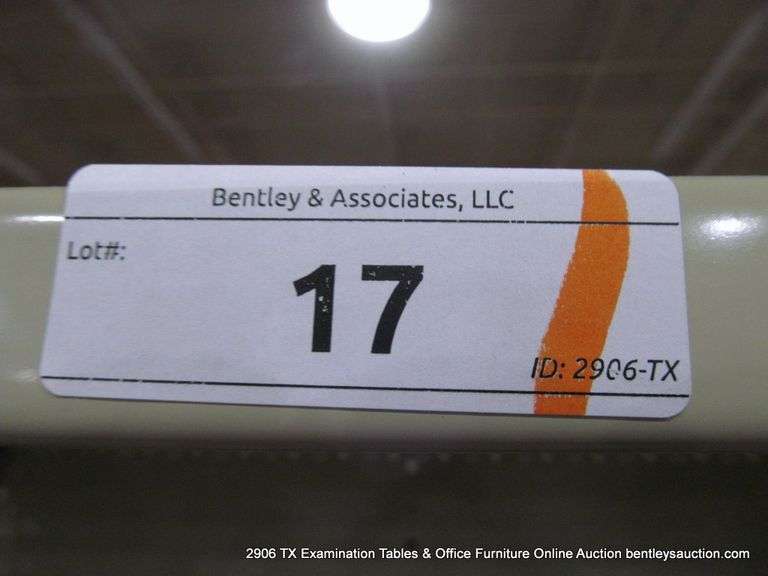 Bentley & Associates, LLC
Lot#:
17
ID: 2906-TX
2906 TX Examination Tables & Office Furniture Online Auction bentleysauction.com